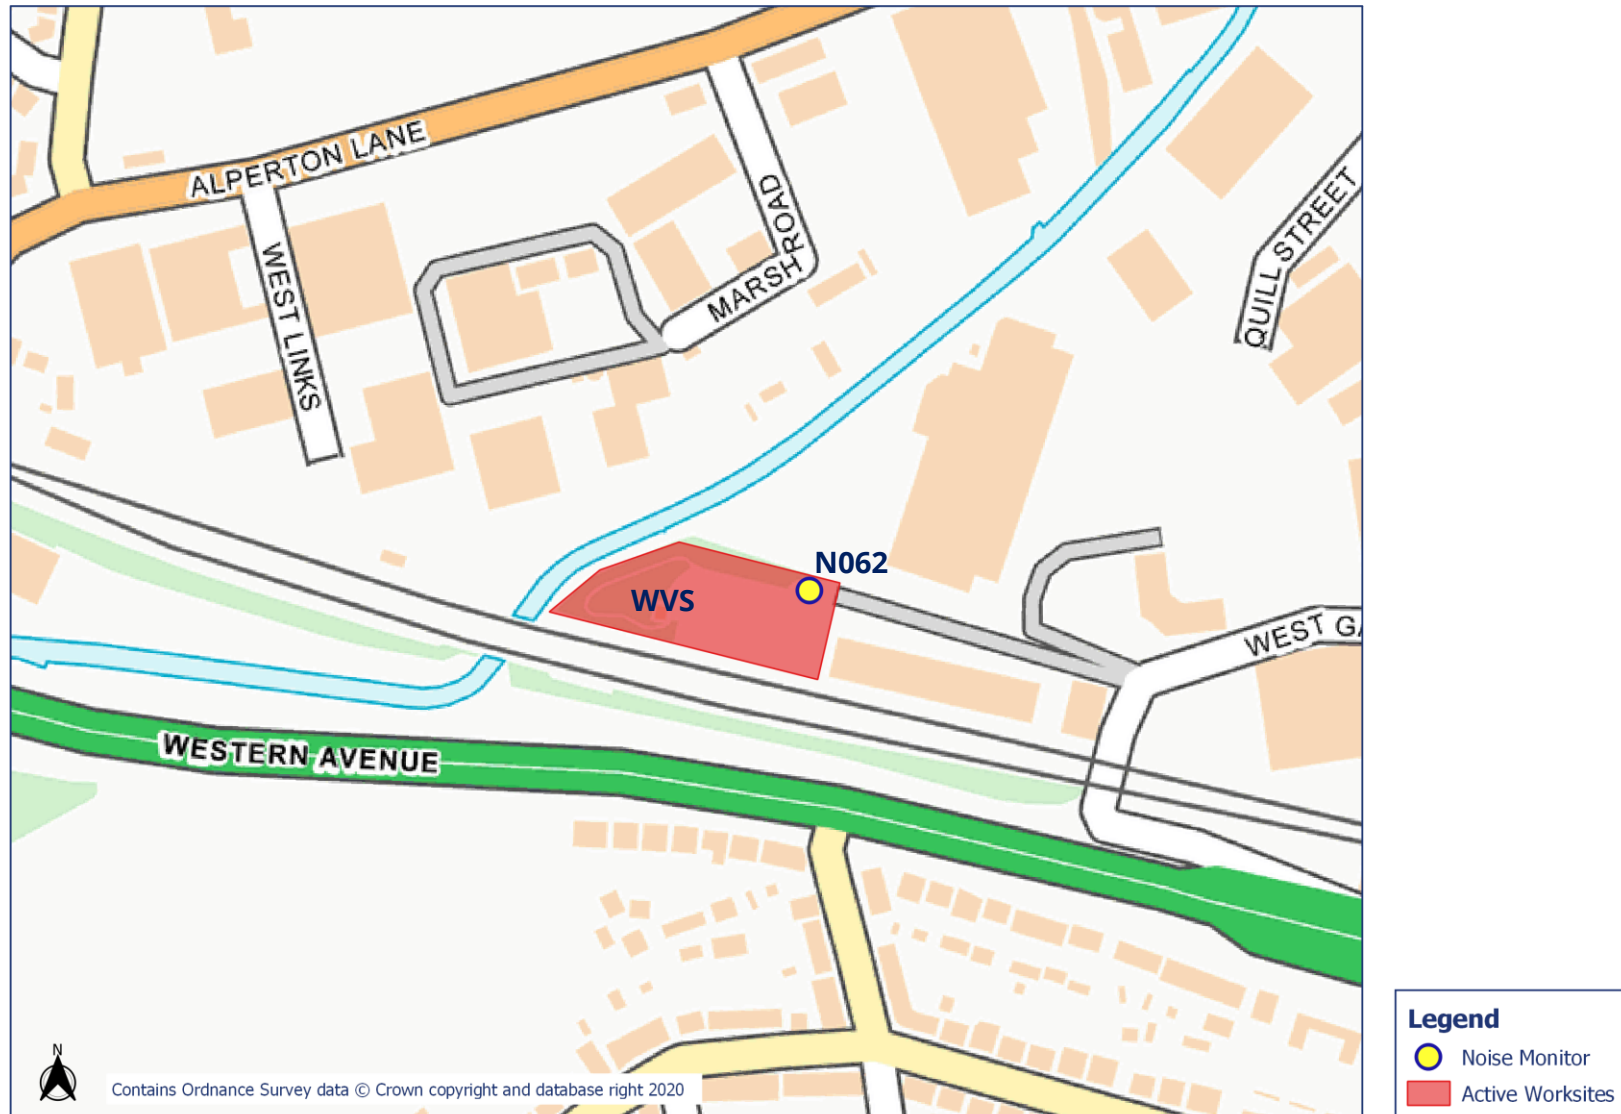 ALPERTON LANE
WEST LINKS
MARSH ROAD
QUILL STREET
N062
WVS
WEST GA
WESTERN AVENUE
N
Contains Ordnance Survey data © Crown copyright and database right 2020
Legend
Noise Monitor
Active Worksites